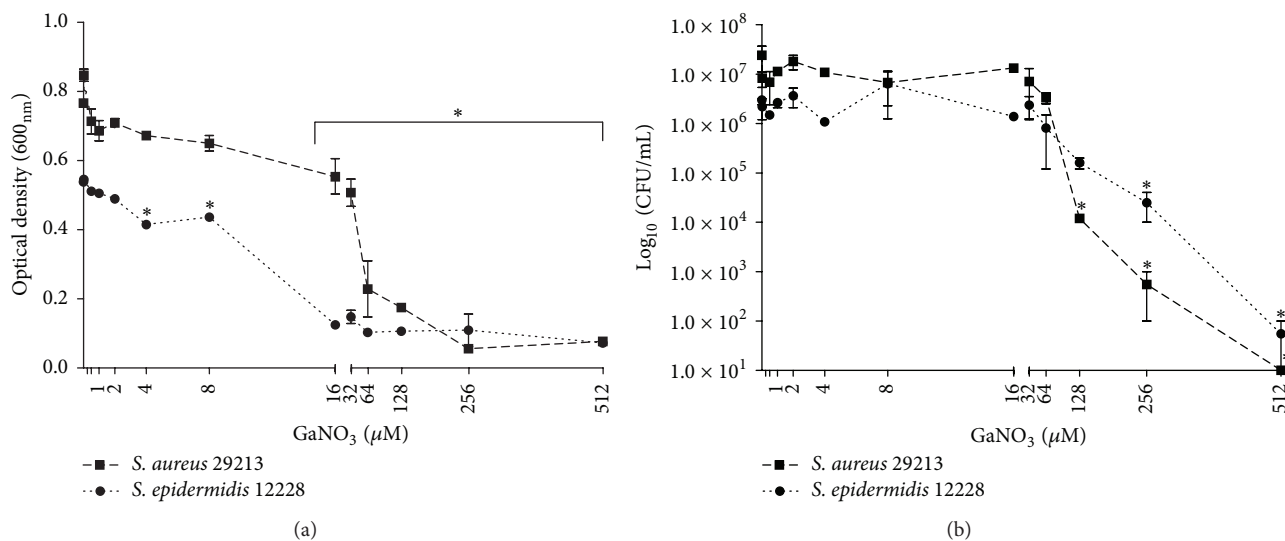 1.0
0.8
0.6
0.4
0.2
0.0
Optical density (600nm)
*
* *
1 2 4 8 16 32 64 128 256 512
GaNO3 (µM)
S. aureus 29213
S. epidermidis 12228
(a)
1.0 × 10^8
1.0 × 10^7
1.0 × 10^6
1.0 × 10^5
1.0 × 10^4
1.0 × 10^3
1.0 × 10^2
1.0 × 10^1
Log10 (CFU/mL)
*
*
*
*
*
1 2 4 8 16 32 64 128 256 512
GaNO3 (µM)
S. aureus 29213
S. epidermidis 12228
(b)